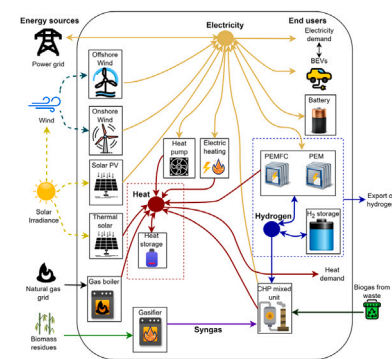 Energy sources
Electricity
End users
Power grid
Offshore
Wind
Electricity
demand
BEVs
Wind
Onshore
Wind
Battery
Solar PV
Heat
pump
Electric
heating
PEMFC
PEM
Solar
Irradiance
Heat
Hydrogen
H2 storage
Export of
hydrogen
Thermal
solar
Heat
storage
Natural gas
grid
Gas boiler
Heat
demand
CHP mixed
unit
Biogas from
waste
Biomass
residues
Gasifier
Syngas